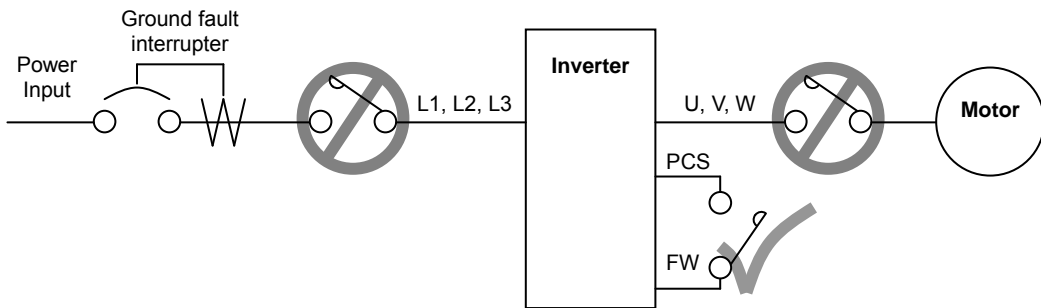 Ground fault
interrupter
Power
Input
L1, L2, L3
Inverter
U, V, W
Motor
PCS
FW